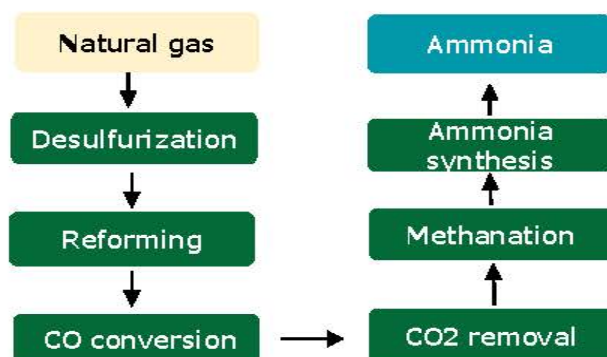 Natural gas
Desulfurization
Reforming
CO conversion
CO2 removal
Methanation
Ammonia
synthesis
Ammonia